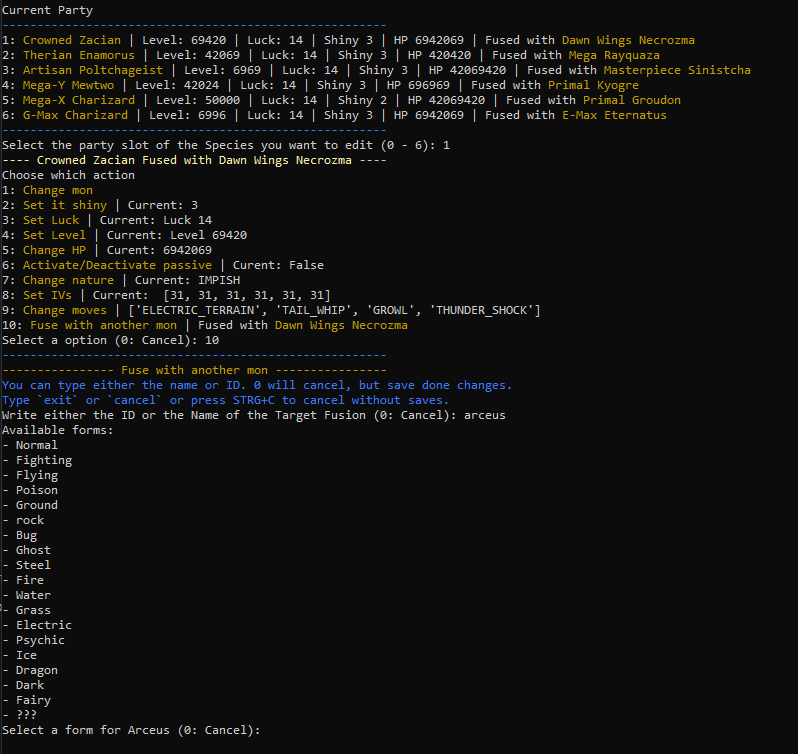 Current Party
------------------------------------------------------
1: Crowned Zacian | Level: 69420 | Luck: 14 | Shiny 3 | HP 6942069 | Fused with Dawn Wings Necrozma
2: Therian Enamorus | Level: 42069 | Luck: 14 | Shiny 3 | HP 420420 | Fused with Mega Rayquaza
3: Artisan Poltchageist | Level: 6969 | Luck: 14 | Shiny 3 | HP 42069420 | Fused with Masterpiece Sinistcha
4: Mega-Y Mewtwo | Level: 42024 | Luck: 14 | Shiny 3 | HP 696969 | Fused with Primal Kyogre
5: Mega-X Charizard | Level: 50000 | Luck: 14 | Shiny 2 | HP 42069420 | Fused with Primal Groudon
6: G-Max Charizard | Level: 6996 | Luck: 14 | Shiny 3 | HP 6942069 | Fused with E-Max Eternatus
------------------------------------------------------
Select the party slot of the Species you want to edit (0 - 6): 1
---- Crowned Zacian Fused with Dawn Wings Necrozma ----
Choose which action
1: Change mon
2: Set it shiny | Current: 3
3: Set Luck | Current: Luck 14
4: Set Level | Current: Level 69420
5: Change HP | Curent: 6942069
6: Activate/Deactivate passive | Curent: False
7: Change nature | Current: IMPISH
8: Set IVs | Current:  [31, 31, 31, 31, 31, 31]
9: Change moves | ['ELECTRIC_TERRAIN', 'TAIL_WHIP', 'GROWL', 'THUNDER_SHOCK']
10: Fuse with another mon | Fused with Dawn Wings Necrozma
Select a option (0: Cancel): 10
------------------------------------------------------
---------------- Fuse with another mon ----------------
You can type either the name or ID. 0 will cancel, but save done changes.
Type `exit` or `cancel` or press STRG+C to cancel without saves.
Write either the ID or the Name of the Target Fusion (0: Cancel): arceus
Available forms:
- Normal
- Fighting
- Flying
- Poison
- Ground
- rock
- Bug
- Ghost
- Steel
- Fire
- Water
- Grass
- Electric
- Psychic
- Ice
- Dragon
- Dark
- Fairy
- ???
Select a form for Arceus (0: Cancel):